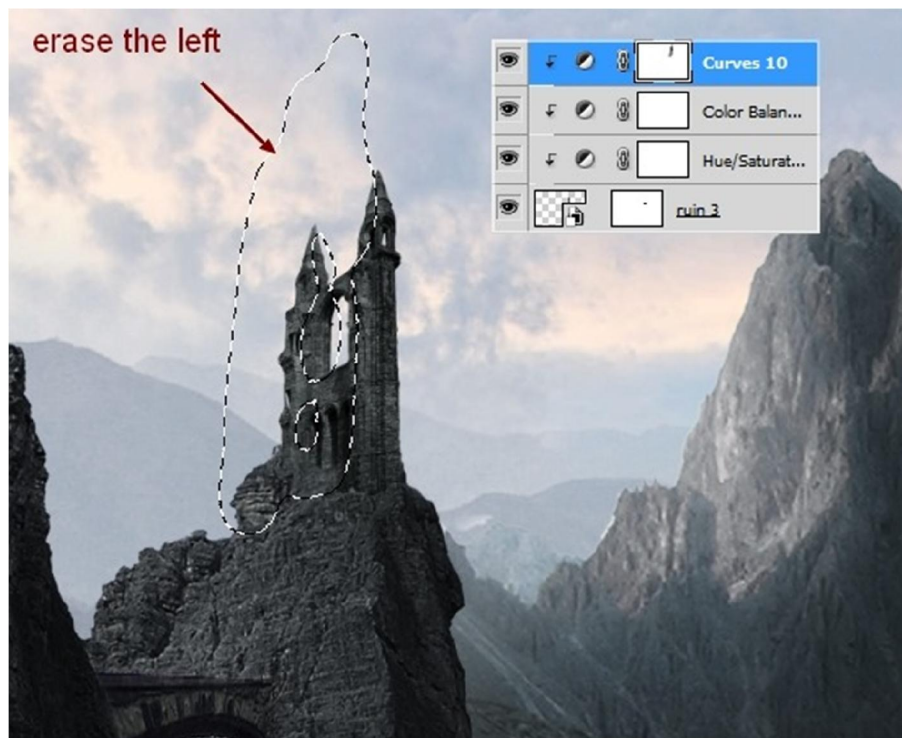 erase the left
Curves 10
Color Balan...
Hue/Saturat...
ruin 3